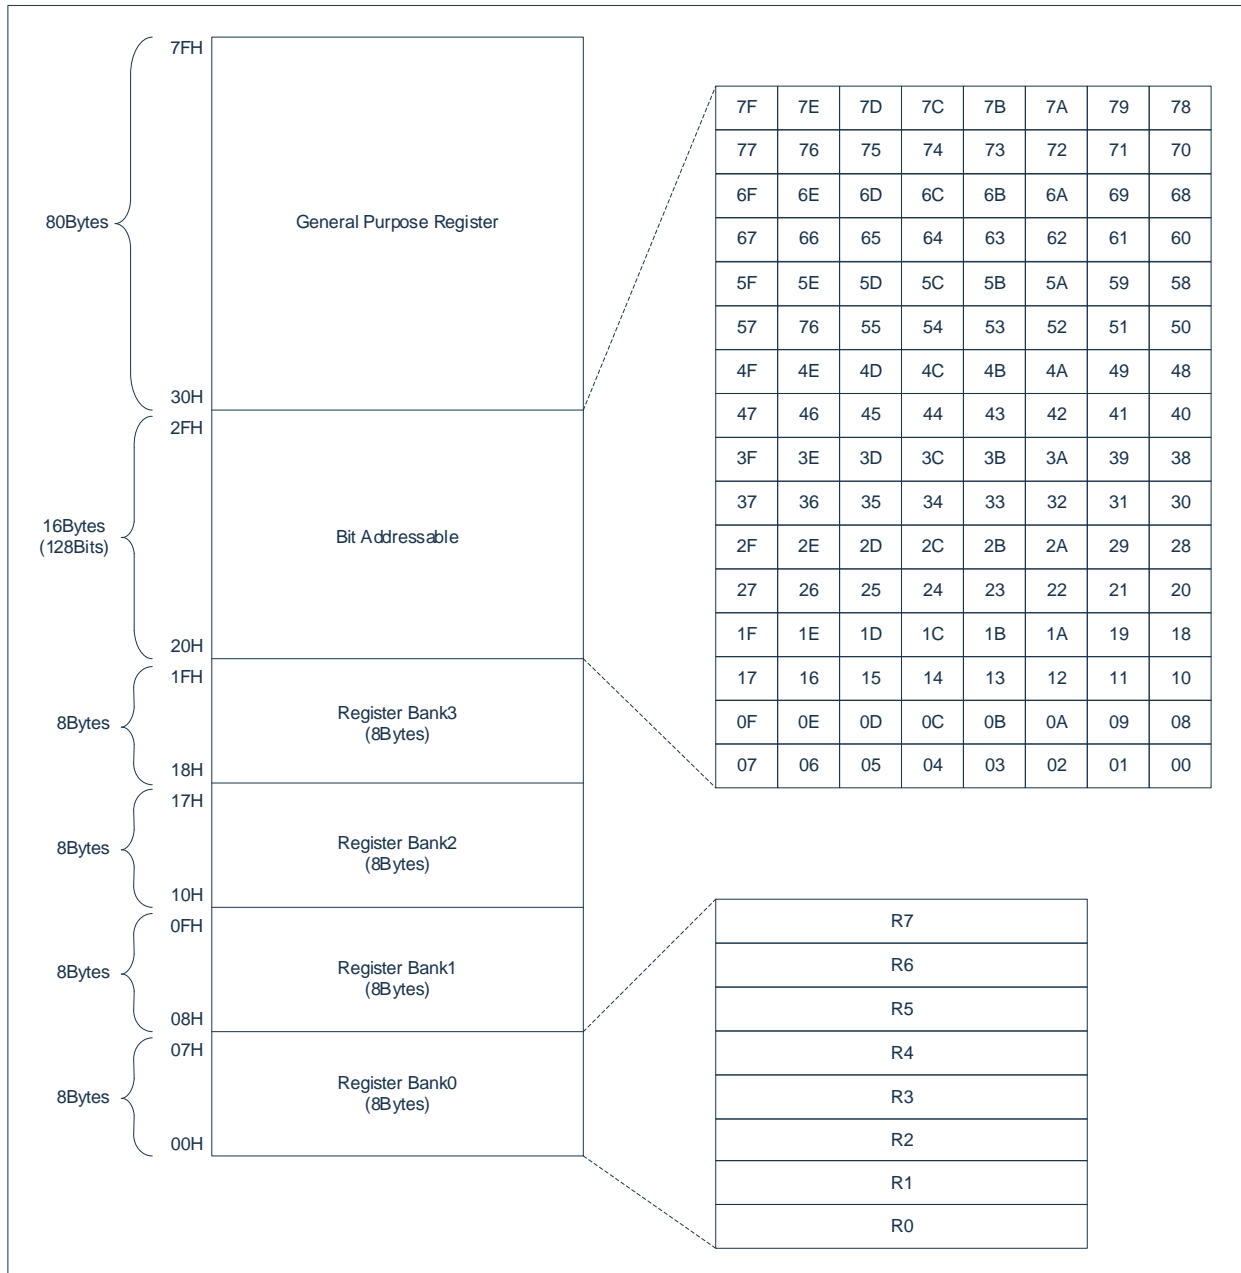 7FH
80Bytes
General Purpose Register
30H
2FH
16Bytes
(128Bits)
Bit Addressable
20H
1FH
8Bytes
Register Bank3
(8Bytes)
18H
17H
8Bytes
Register Bank2
(8Bytes)
10H
0FH
8Bytes
Register Bank1
(8Bytes)
08H
07H
8Bytes
Register Bank0
(8Bytes)
00H
7F 7E 7D 7C 7B 7A 79 78
77 76 75 74 73 72 71 70
6F 6E 6D 6C 6B 6A 69 68
67 66 65 64 63 62 61 60
5F 5E 5D 5C 5B 5A 59 58
57 76 55 54 53 52 51 50
4F 4E 4D 4C 4B 4A 49 48
47 46 45 44 43 42 41 40
3F 3E 3D 3C 3B 3A 39 38
37 36 35 34 33 32 31 30
2F 2E 2D 2C 2B 2A 29 28
27 26 25 24 23 22 21 20
1F 1E 1D 1C 1B 1A 19 18
17 16 15 14 13 12 11 10
0F 0E 0D 0C 0B 0A 09 08
07 06 05 04 03 02 01 00
R7
R6
R5
R4
R3
R2
R1
R0